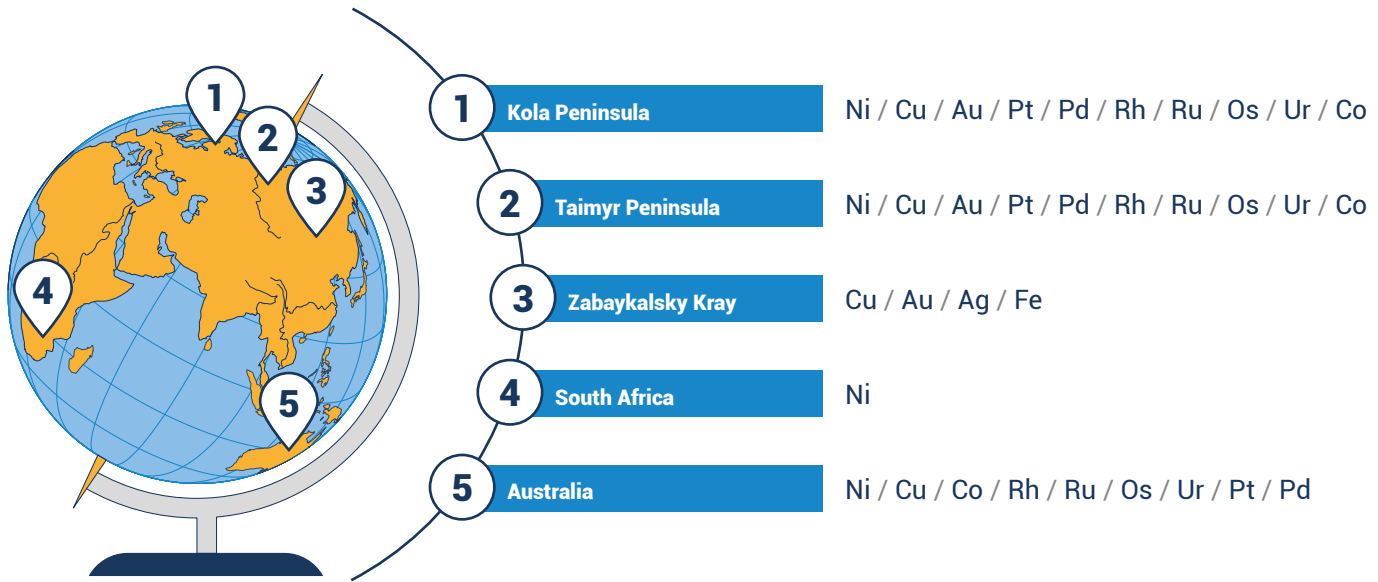 1
2
3
4
5
1 Kola Peninsula Ni / Cu / Au / Pt / Pd / Rh / Ru / Os / Ur / Co
2 Taimyr Peninsula Ni / Cu / Au / Pt / Pd / Rh / Ru / Os / Ur / Co
3 Zabaykalsky Kray Cu / Au / Ag / Fe
4 South Africa Ni
5 Australia Ni / Cu / Co / Rh / Ru / Os / Ur / Pt / Pd